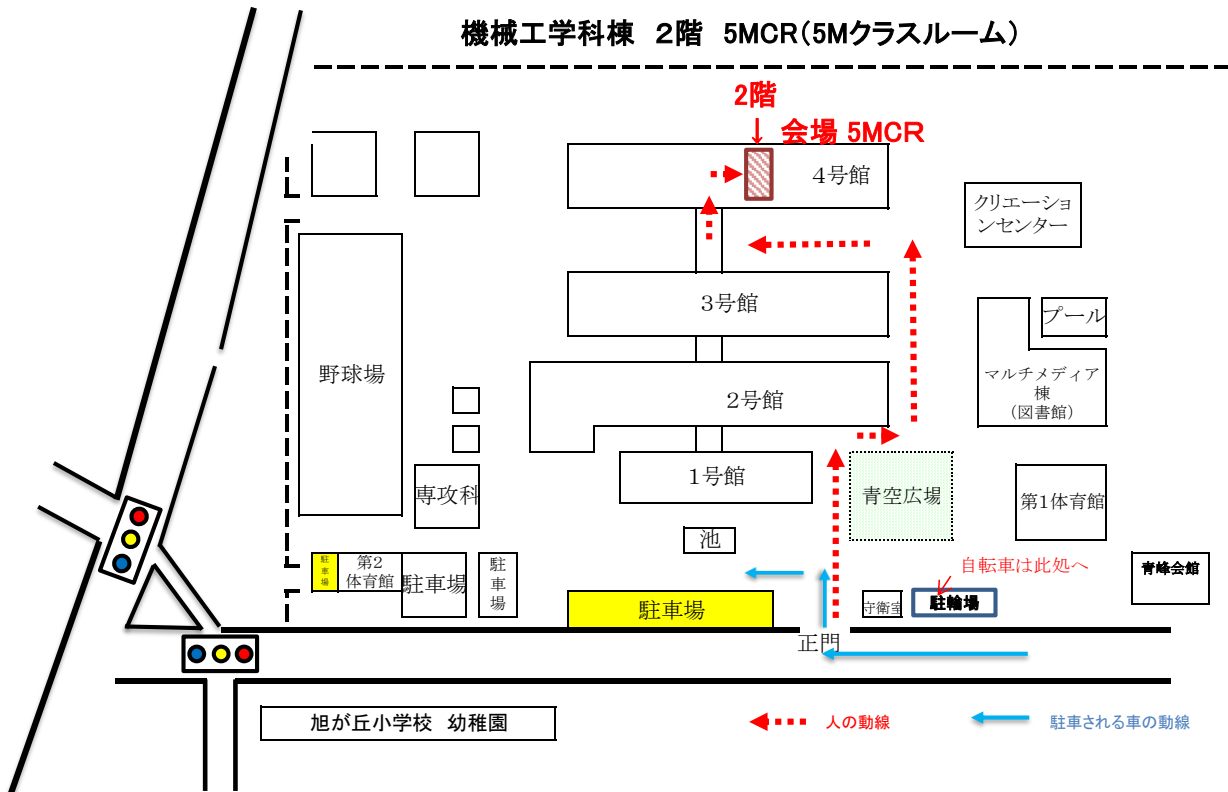 機械工学科棟 2階 5MCR(5Mクラスルーム)
2階
↓ 会場 5MCR
4号館
クリエーショ
ンセンター
3号館
プール
野球場
マルチメディア
棟
(図書館)
2号館
1号館
専攻科
青空広場
第1体育館
池
駐車場
第2
体育館
駐車場
駐車場
自転車は此処へ
青峰会館
駐車場
守衛室
駐輪場
正門
旭が丘小学校 幼稚園
人の動線
駐車される車の動線